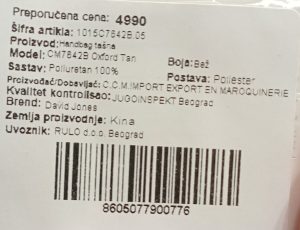 Preporučena cena: 4990
Šifra artikla: 1015C7642B.05
Proizvod: Handbag tašna
Model: CM7642B Oxford Tan Boja: Bež
Sastav: Poliuretan 100% Postava: Poliester
Proizvođač/Dobavljač: C.C.M.IMPORT EXPORT EN MAROQUINERIE
Kvalitet kontrolisao: JUGOINSPEKT Beograd
Brend: David Jones
Zemlja proizvodnje: Kina
Uvoznik: RULO d.o.o. Beograd
8605077900776